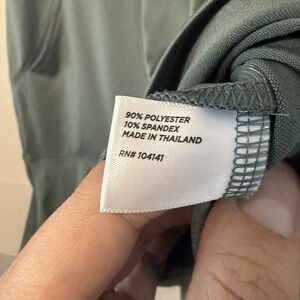 90% POLYESTER
10% SPANDEX
MADE IN THAILAND
RN# 104141